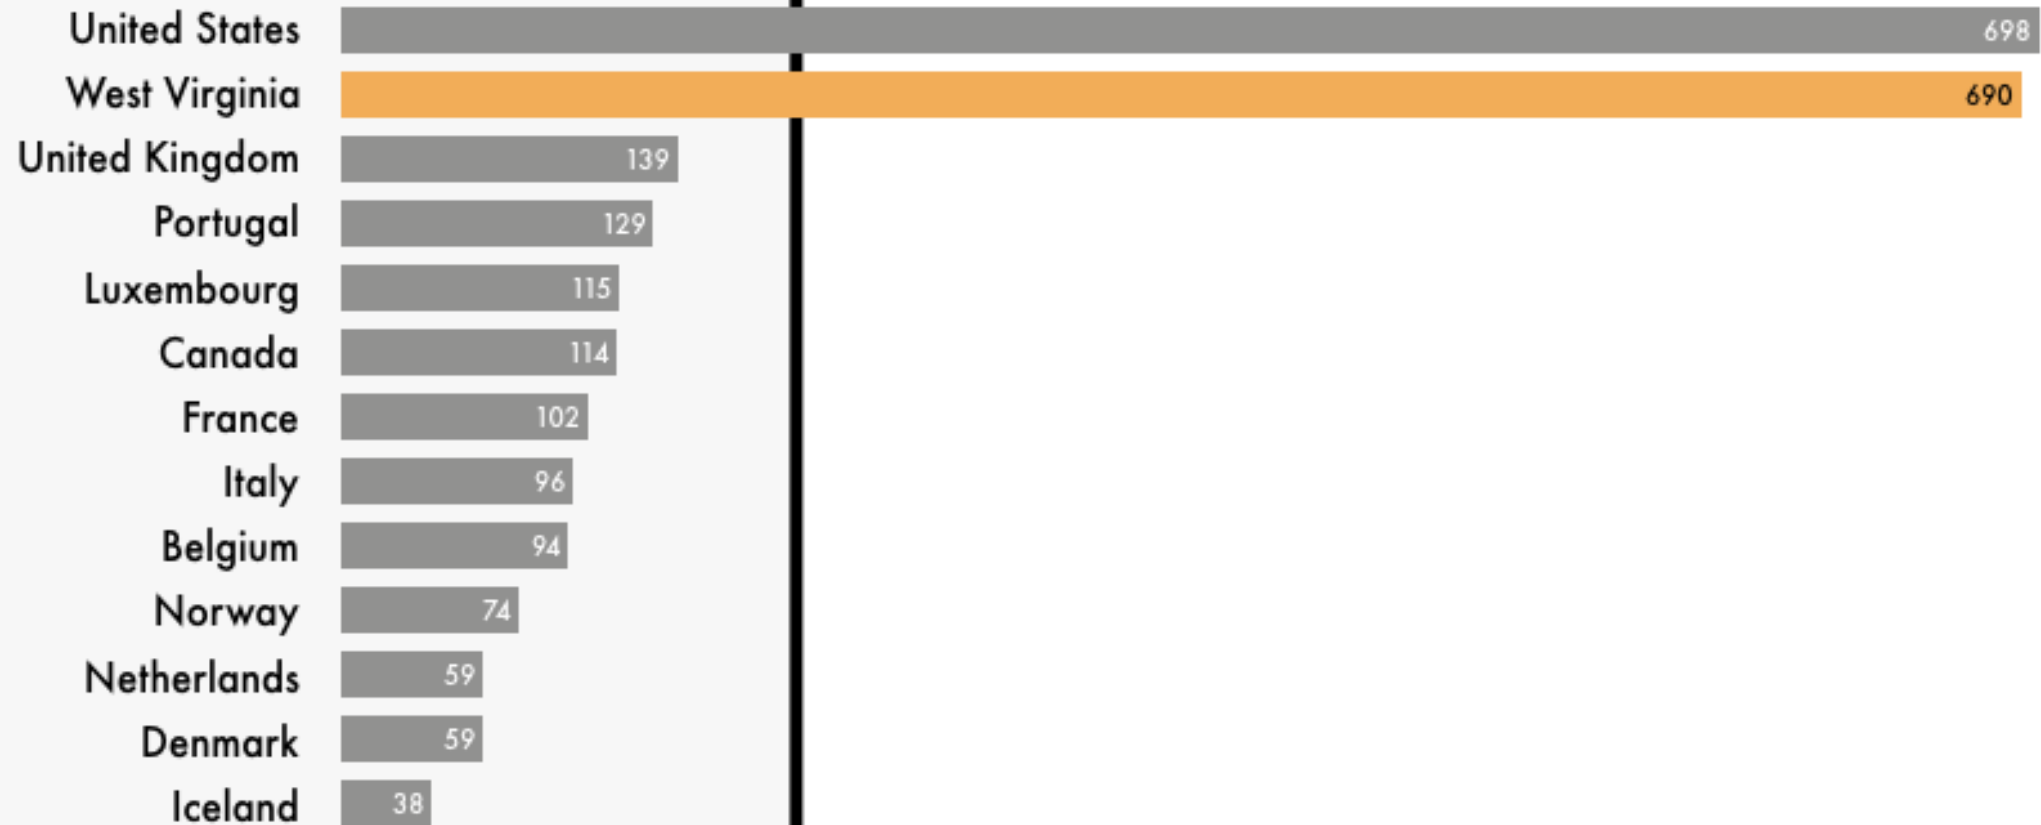 United States 698
West Virginia 690
United Kingdom 139
Portugal 129
Luxembourg 115
Canada 114
France 102
Italy 96
Belgium 94
Norway 74
Netherlands 59
Denmark 59
Iceland 38